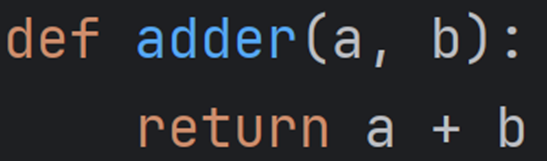 def adder(a, b):
    return a + b